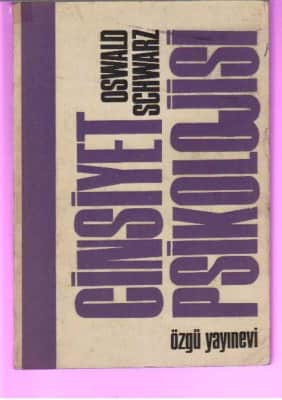 OSWALD
SCHWARZ
CİNSİYET
PSİKOLOJİSİ
özgü yayınevi